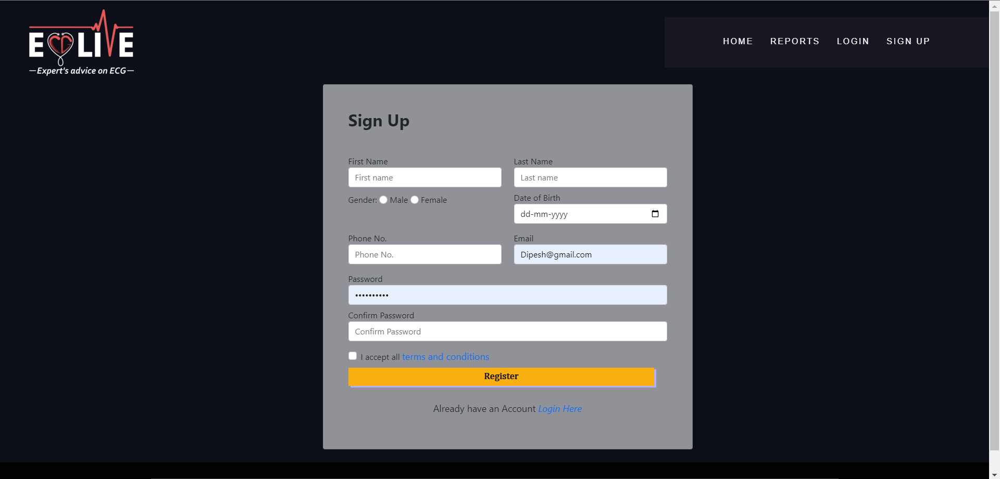 ECGLIVE
—Expert's advice on ECG—
HOME REPORTS LOGIN SIGN UP
Sign Up
First Name Last Name
First name Last name
Gender: Male Female Date of Birth
dd-mm-yyyy
Phone No. Email
Phone No. Dipesh@gmail.com
Password
••••••••••
Confirm Password
Confirm Password
I accept all terms and conditions
Register
Already have an Account Login Here